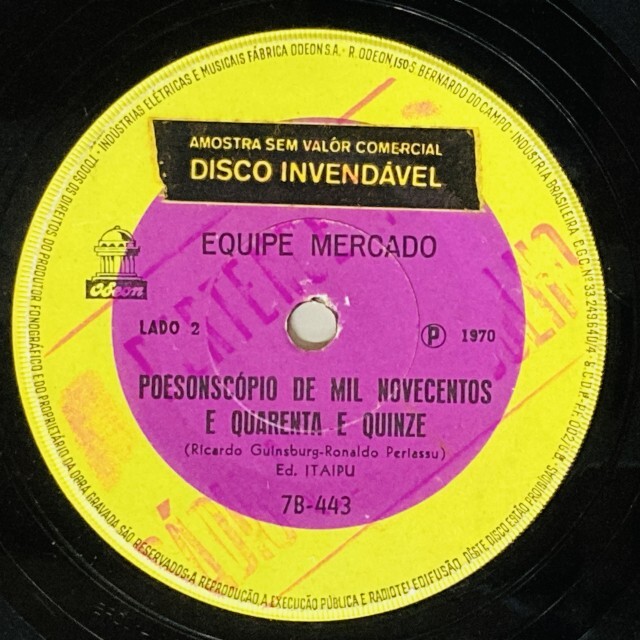 TODOS OS DIREITOS DO PRODUTOR FONOGRÁFICO E DO PROPRIETÁRIO DA OBRA GRAVADA SÃO RESERVADOS-A REPRODUÇÃO, A EXECUÇÃO PÚBLICA E RADIOTELEDIFUSÃO, DÊSTE DISCO ESTÃO PROIBIDAS-
INDÚSTRIAS ELÉTRICAS E MUSICAIS FÁBRICA ODEON S.A. - R. ODEON, 150 S. BERNARDO DO CAMPO - INDÚSTRIA BRASILEIRA
AMOSTRA SEM VALÔR COMERCIAL
DISCO INVENDÁVEL
EQUIPE MERCADO
Odeon
LADO 2
Ⓟ 1970
POESONSCÓPIO DE MIL NOVECENTOS
E QUARENTA E QUINZE
(Ricardo Guinsburg-Ronaldo Periassu)
Ed. ITAIPU
7B-443